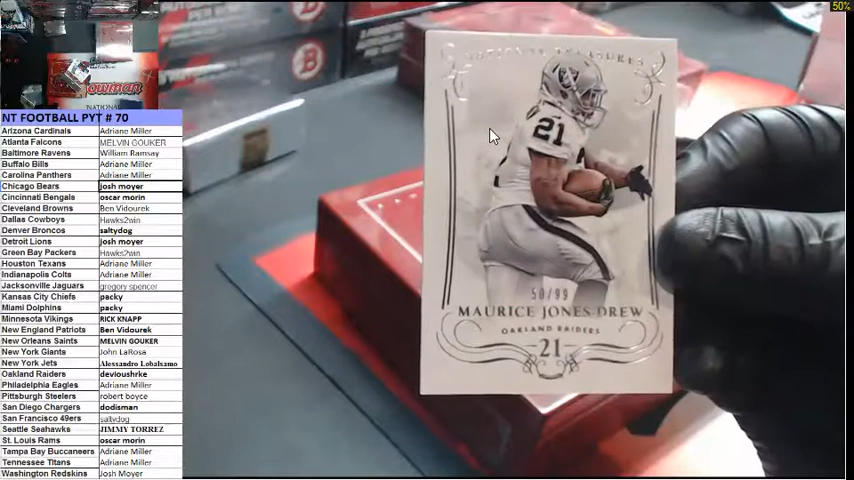 50%
Bowman
NATIONAL
NT FOOTBALL PYT # 70
Arizona Cardinals Adriane Miller
Atlanta Falcons MELVIN GOUKER
Baltimore Ravens William Ramsay
Buffalo Bills Adriane Miller
Carolina Panthers Adriane Miller
Chicago Bears josh moyer
Cincinnati Bengals oscar morin
Cleveland Browns Ben Vidourek
Dallas Cowboys Hawks2win
Denver Broncos saltydog
Detroit Lions josh moyer
Green Bay Packers Hawks2win
Houston Texans Adriane Miller
Indianapolis Colts Adriane Miller
Jacksonville Jaguars gregory spencer
Kansas City Chiefs packy
Miami Dolphins packy
Minnesota Vikings RICK KNAPP
New England Patriots Ben Vidourek
New Orleans Saints MELVIN GOUKER
New York Giants John LaRosa
New York Jets Alessandro Lobalsamo
Oakland Raiders devioushrke
Philadelphia Eagles Adriane Miller
Pittsburgh Steelers robert boyce
San Diego Chargers dodisman
San Francisco 49ers saltydog
Seattle Seahawks JIMMY TORREZ
St. Louis Rams oscar morin
Tampa Bay Buccaneers Adriane Miller
Tennessee Titans Adriane Miller
Washington Redskins Josh Moyer
NATIONAL TREASURES
21
50/99
MAURICE JONES-DREW
OAKLAND RAIDERS
21